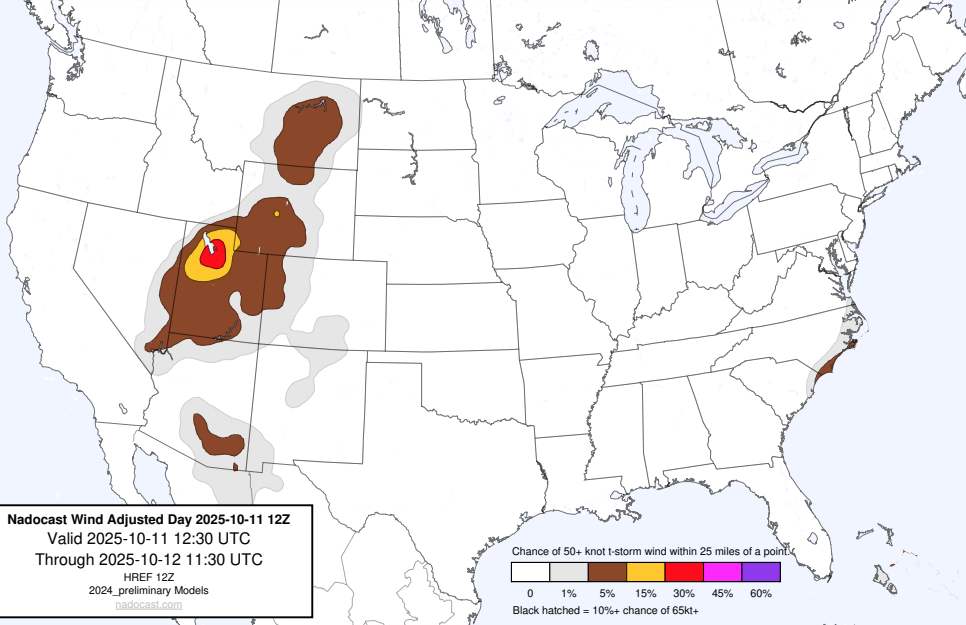 Nadocast Wind Adjusted Day 2025-10-11 12Z
Valid 2025-10-11 12:30 UTC
Through 2025-10-12 11:30 UTC
HREF 12Z
2024_preliminary Models
nadocast.com
Chance of 50+ knot t-storm wind within 25 miles of a point.
0 1% 5% 15% 30% 45% 60%
Black hatched = 10%+ chance of 65kt+